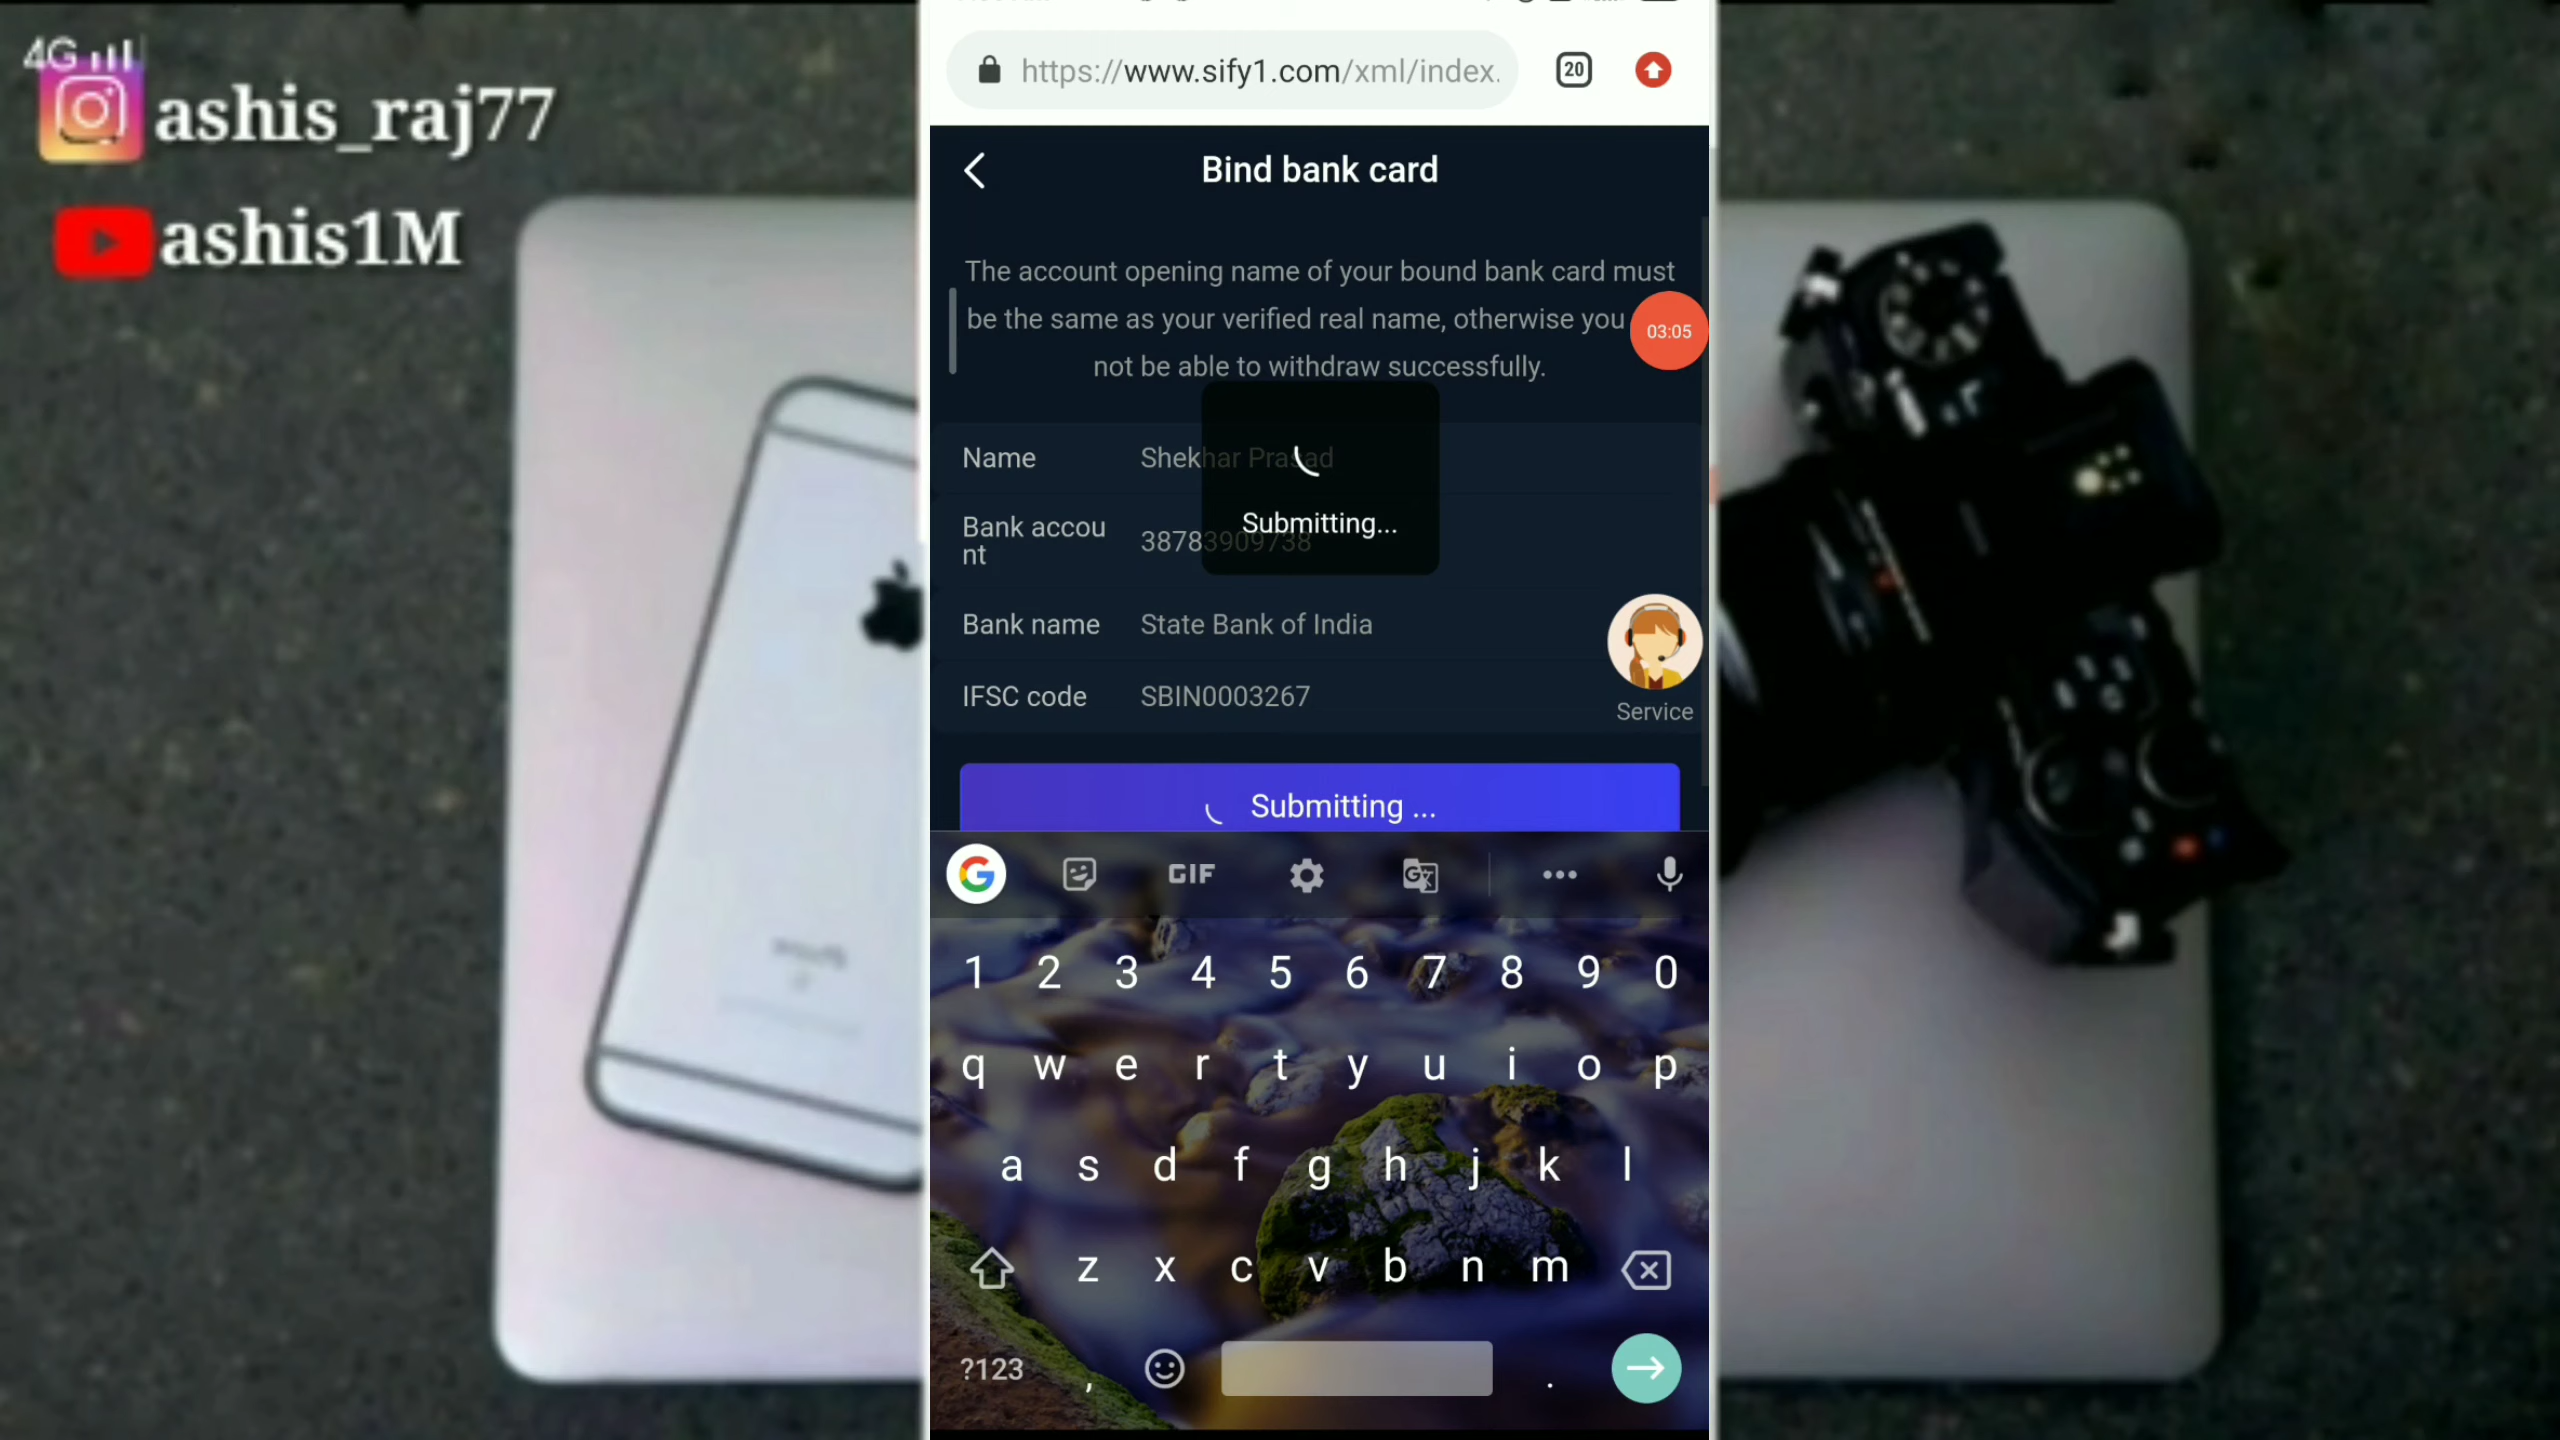 4G
ashis_raj77
ashis1M
https://www.sify1.com/xml/index.
20
Bind bank card
The account opening name of your bound bank card must
be the same as your verified real name, otherwise you
not be able to withdraw successfully.
03:05
Name Shekhar Prasad
Submitting...
Bank accou
nt
38783909738
Bank name State Bank of India
IFSC code SBIN0003267
Service
Submitting ...
G GIF G
1 2 3 4 5 6 7 8 9 0
q w e r t y u i o p
a s d f g h j k l
z x c v b n m
?123 , .